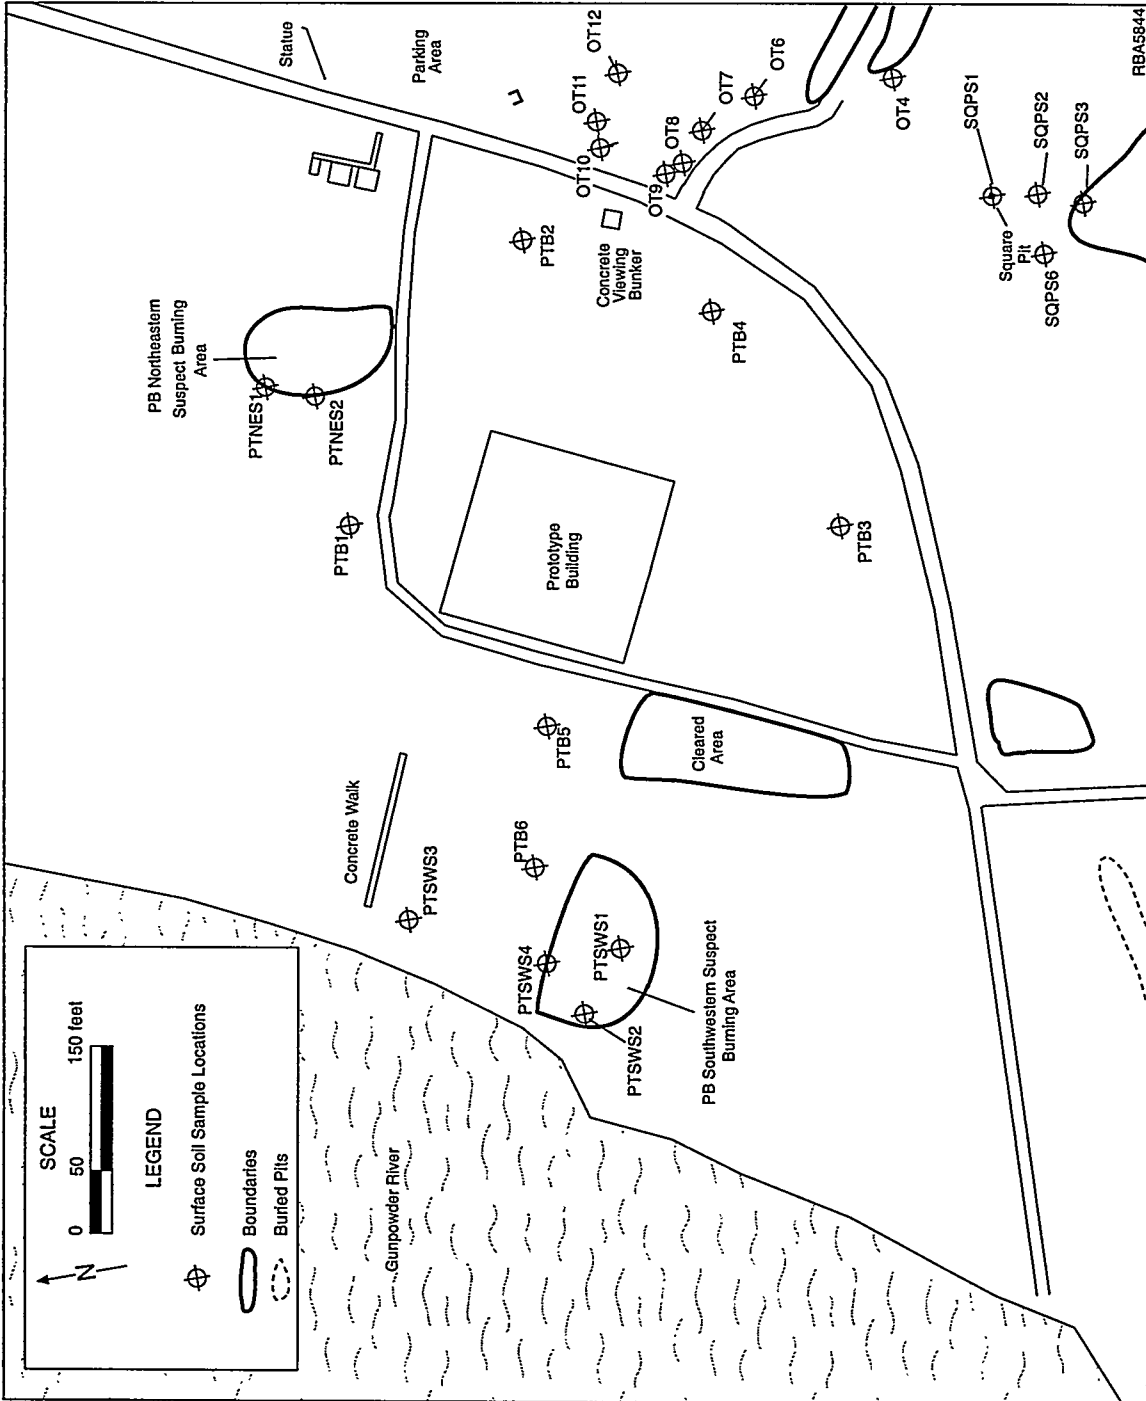 SCALE
0 50 150 feet
LEGEND
Surface Soil Sample Locations
Boundaries
Buried Pits
N
Gunpowder River
Concrete Walk
PTSWS3
PTB6
PTSWS4
PTSWS1
PTSWS2
PB Southwestern Suspect
Burning Area
PTB5
Cleared
Area
PTB1
PB Northeastern
Suspect Burning
Area
PTNES1
PTNES2
Prototype
Building
PTB2
Concrete
Viewing
Bunker
PTB4
PTB3
Statue
Parking
Area
OT12
OT11
OT10
OT9
OT8
OT7
OT6
OT4
SQPS1
SQPS2
SQPS3
Square
Pit
SQPS6
RBA5844